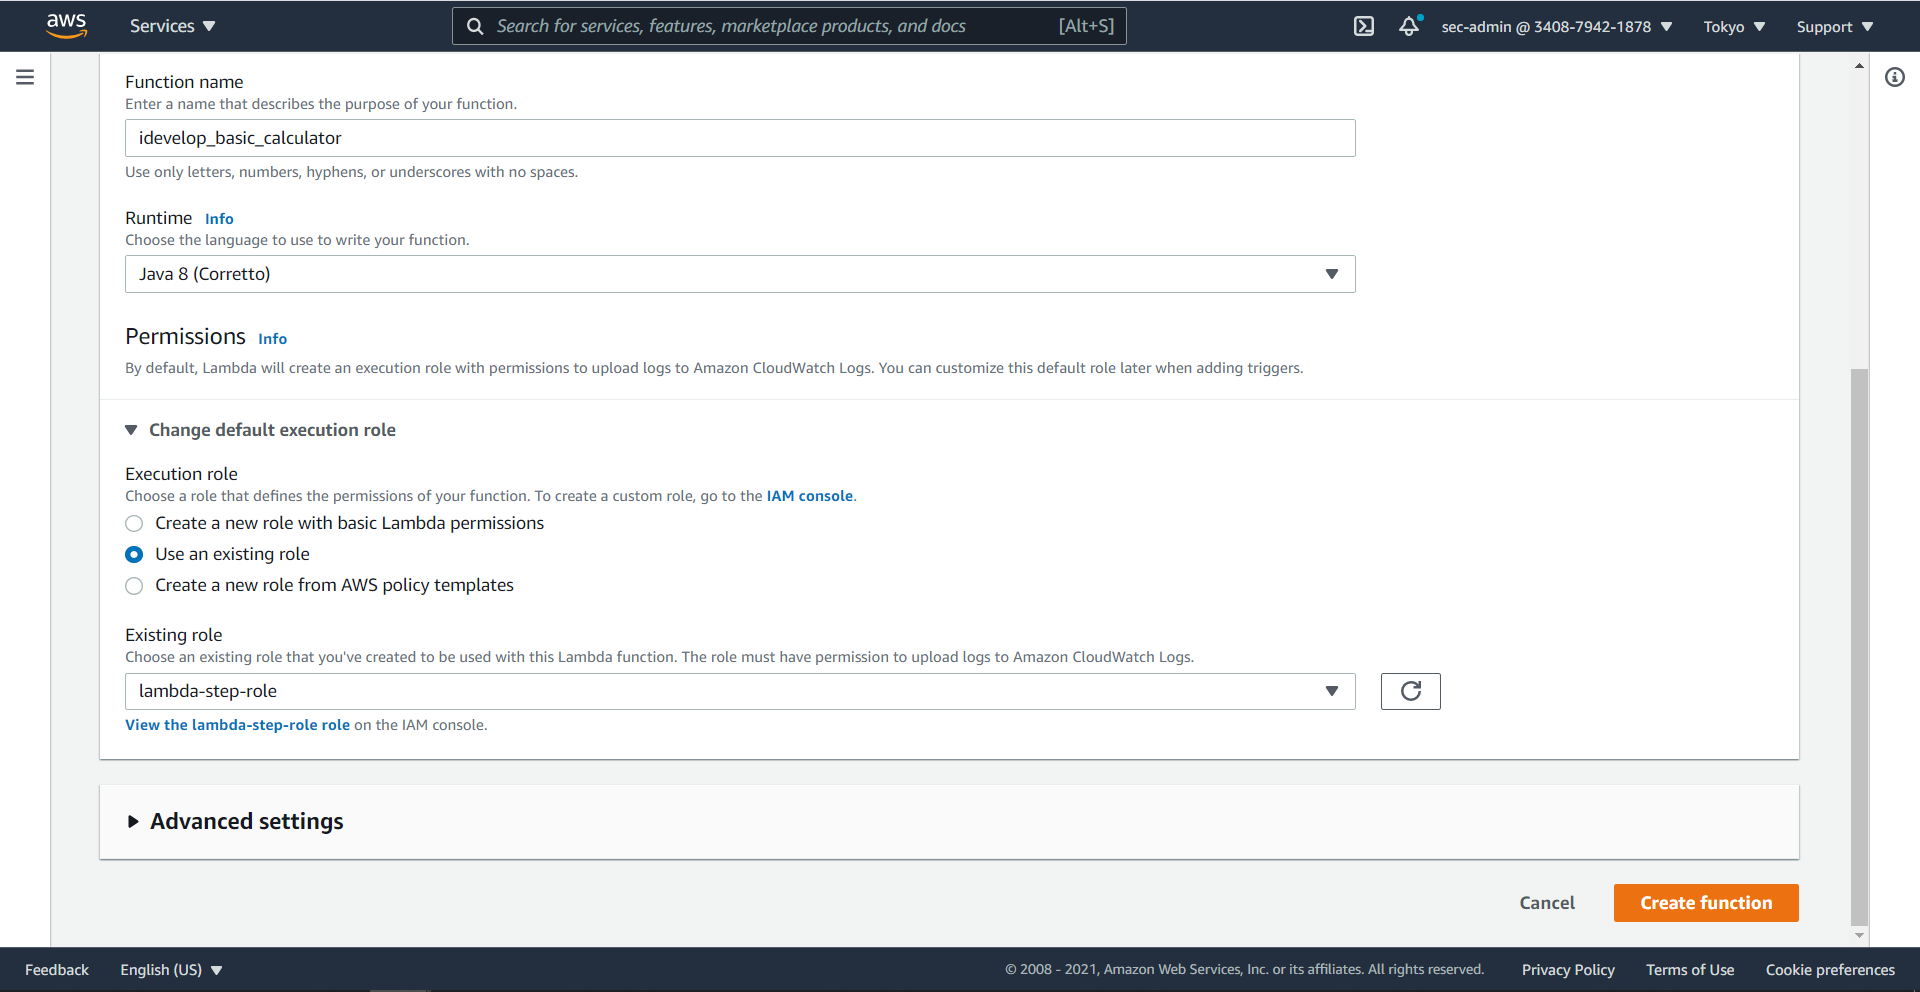 aws Services Search for services, features, marketplace products, and docs [Alt+S] sec-admin @ 3408-7942-1878 Tokyo Support
Function name
Enter a name that describes the purpose of your function.
idevelop_basic_calculator
Use only letters, numbers, hyphens, or underscores with no spaces.
Runtime Info
Choose the language to use to write your function.
Java 8 (Corretto)
Permissions Info
By default, Lambda will create an execution role with permissions to upload logs to Amazon CloudWatch Logs. You can customize this default role later when adding triggers.
Change default execution role
Execution role
Choose a role that defines the permissions of your function. To create a custom role, go to the IAM console.
Create a new role with basic Lambda permissions
Use an existing role
Create a new role from AWS policy templates
Existing role
Choose an existing role that you've created to be used with this Lambda function. The role must have permission to upload logs to Amazon CloudWatch Logs.
lambda-step-role
View the lambda-step-role role on the IAM console.
Advanced settings
Cancel Create function
Feedback English (US) © 2008 - 2021, Amazon Web Services, Inc. or its affiliates. All rights reserved. Privacy Policy Terms of Use Cookie preferences